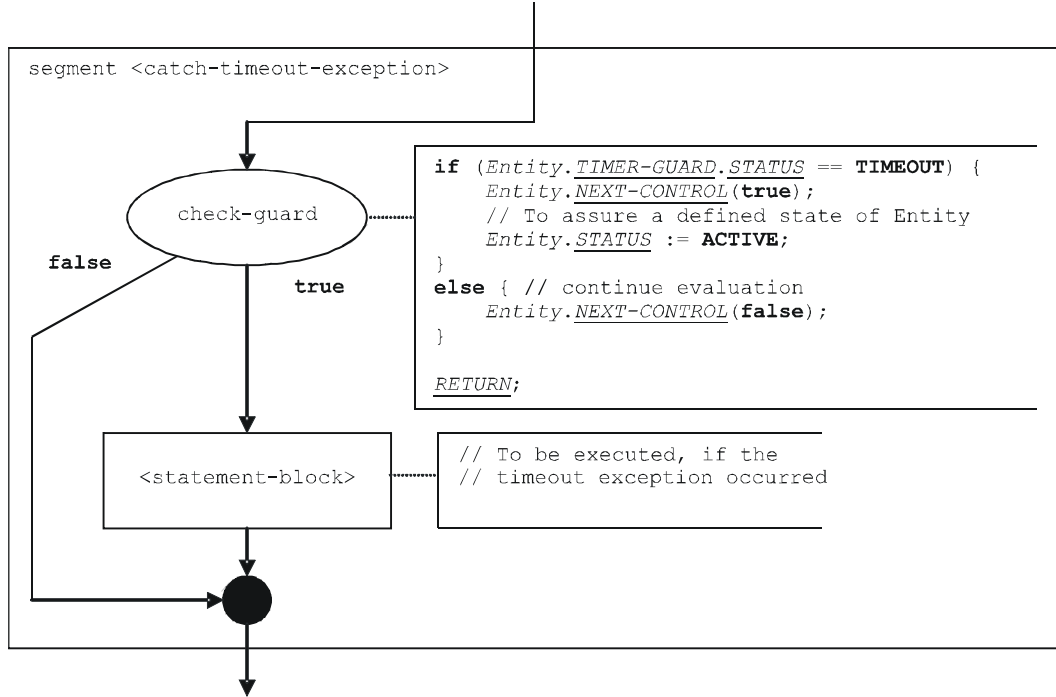 segment <catch-timeout-exception>
check-guard
if (Entity.TIMER-GUARD.STATUS == TIMEOUT) {
Entity.NEXT-CONTROL(true);
// To assure a defined state of Entity
Entity.STATUS := ACTIVE;
}
else { // continue evaluation
Entity.NEXT-CONTROL(false);
}
RETURN;
false
true
<statement-block>
// To be executed, if the
// timeout exception occurred